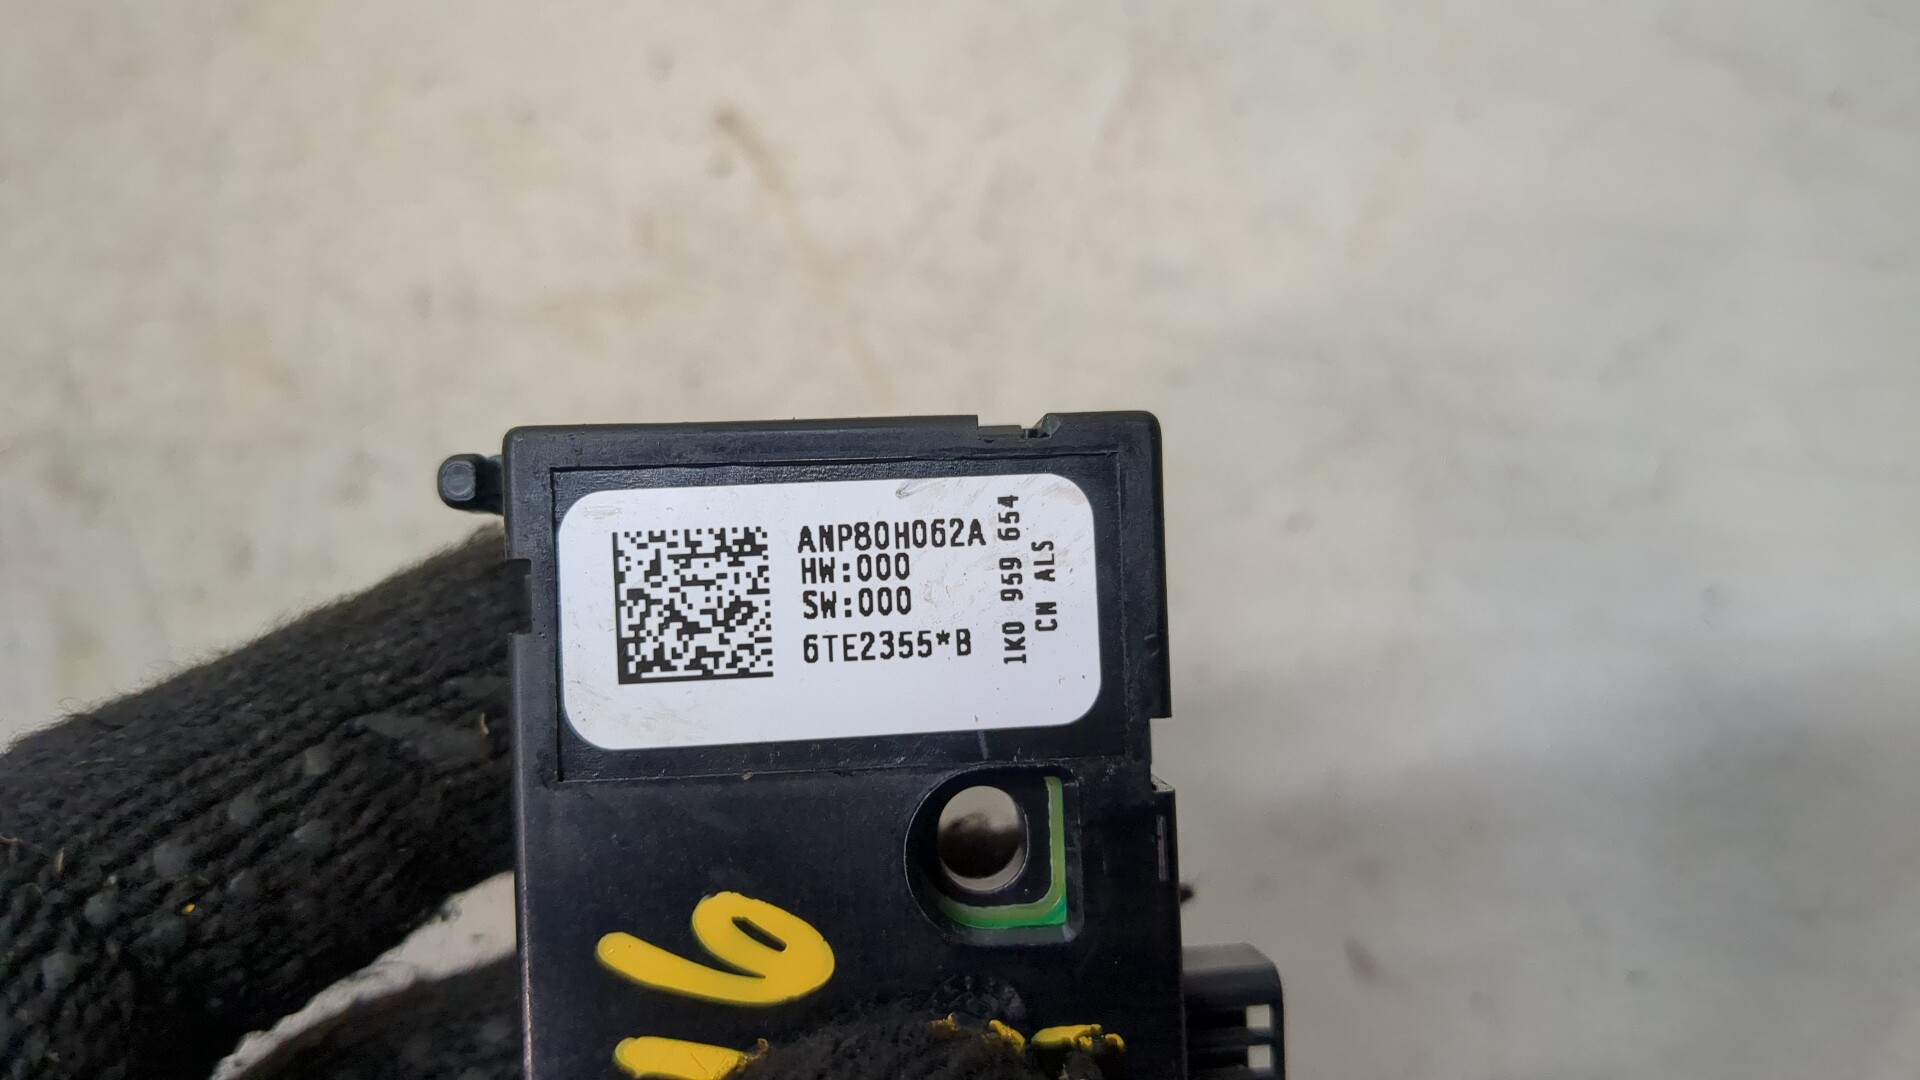 ANP80H062A
HW:000
SW:000
6TE2355*B
1K0 959 654
CN ALS